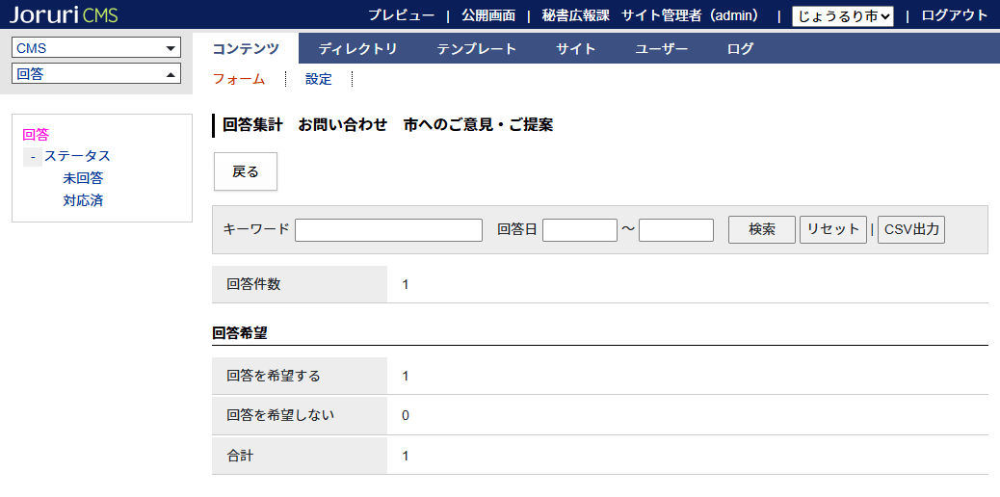 Joruri CMS プレビュー | 公開画面 | 秘書広報課 サイト管理者（admin） | じょうるり市 | ログアウト
CMS
回答
コンテンツ ディレクトリ テンプレート サイト ユーザー ログ
フォーム 設定
回答
- ステータス
未回答
対応済
回答集計 お問い合わせ 市へのご意見・ご提案
戻る
キーワード 回答日 ～ 検索 リセット | CSV出力
回答件数 1
回答希望
回答を希望する 1
回答を希望しない 0
合計 1